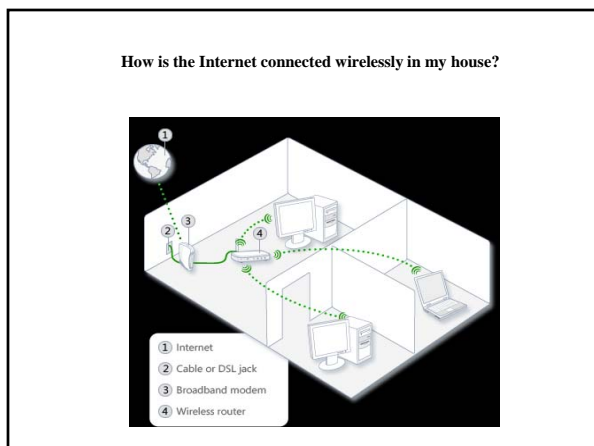 How is the Internet connected wirelessly in my house?
1
2
3
4
1 Internet
2 Cable or DSL jack
3 Broadband modem
4 Wireless router